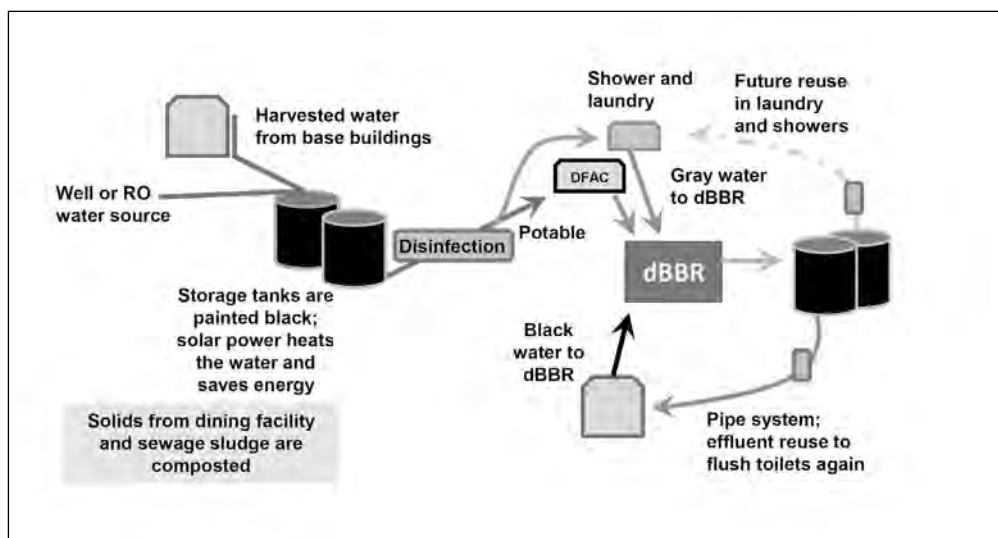 Harvested water
from base buildings
Well or RO
water source
Storage tanks are
painted black;
solar power heats
the water and
saves energy
Solids from dining facility
and sewage sludge are
composted
Disinfection
Potable
Shower and
laundry
DFAC
Gray water
to dBBR
Future reuse
in laundry
and showers
dBBR
Black
water to
dBBR
Pipe system;
effluent reuse to
flush toilets again